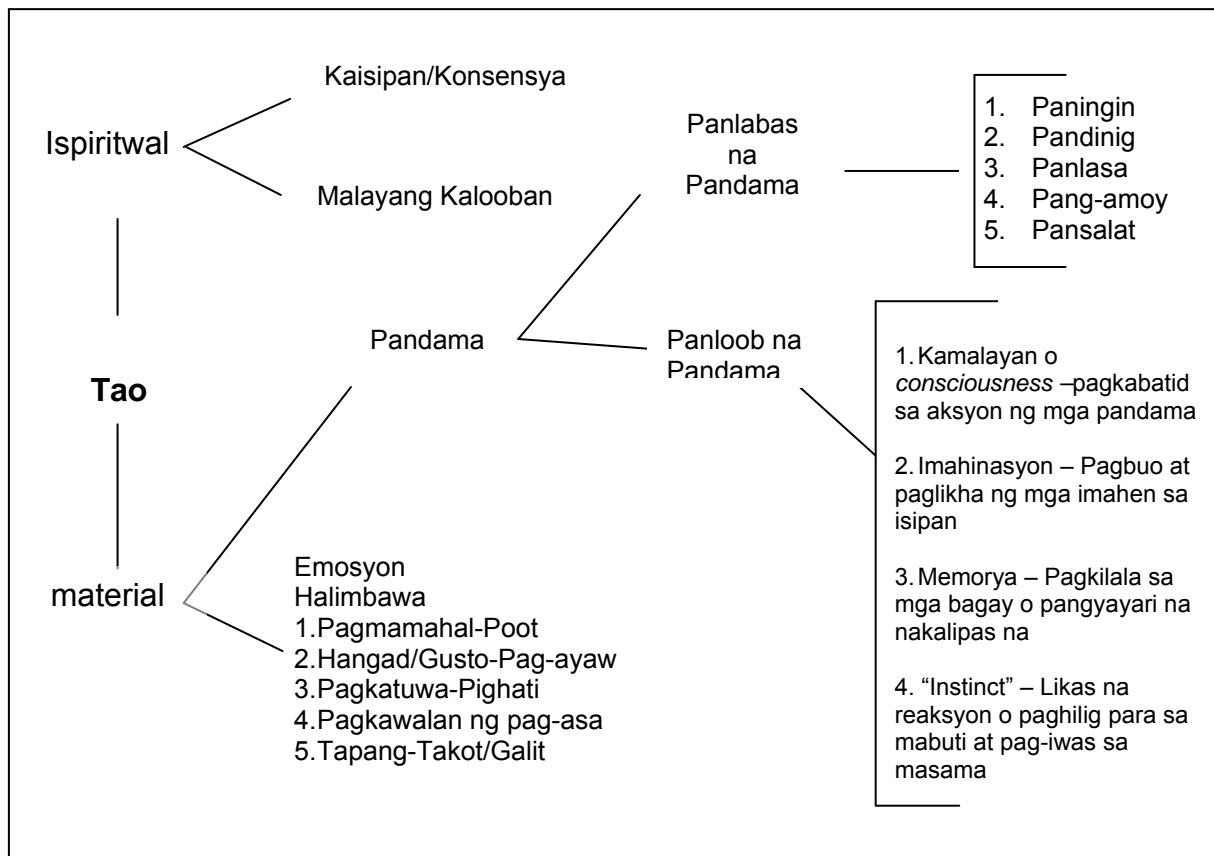 Kaisipan/Konsensya
Ispiritwal
Malayang Kalooban
Panlabas
na
Pandama
1. Paningin
2. Pandinig
3. Panlasa
4. Pang-amoy
5. Pansalat
Tao
Pandama
Panloob na
Pandama
1. Kamalayan o
consciousness –pagkabatid
sa aksyon ng mga pandama
2. Imahinasyon – Pagbuo at
paglikha ng mga imahen sa
isipan
3. Memorya – Pagkilala sa
mga bagay o pangyayari na
nakalipas na
4. “Instinct” – Likas na
reaksyon o paghilig para sa
mabuti at pag-iwas sa
masama
material
Emosyon
Halimbawa
1.Pagmamahal-Poot
2.Hangad/Gusto-Pag-ayaw
3.Pagkatuwa-Pighati
4.Pagkawalan ng pag-asa
5.Tapang-Takot/Galit